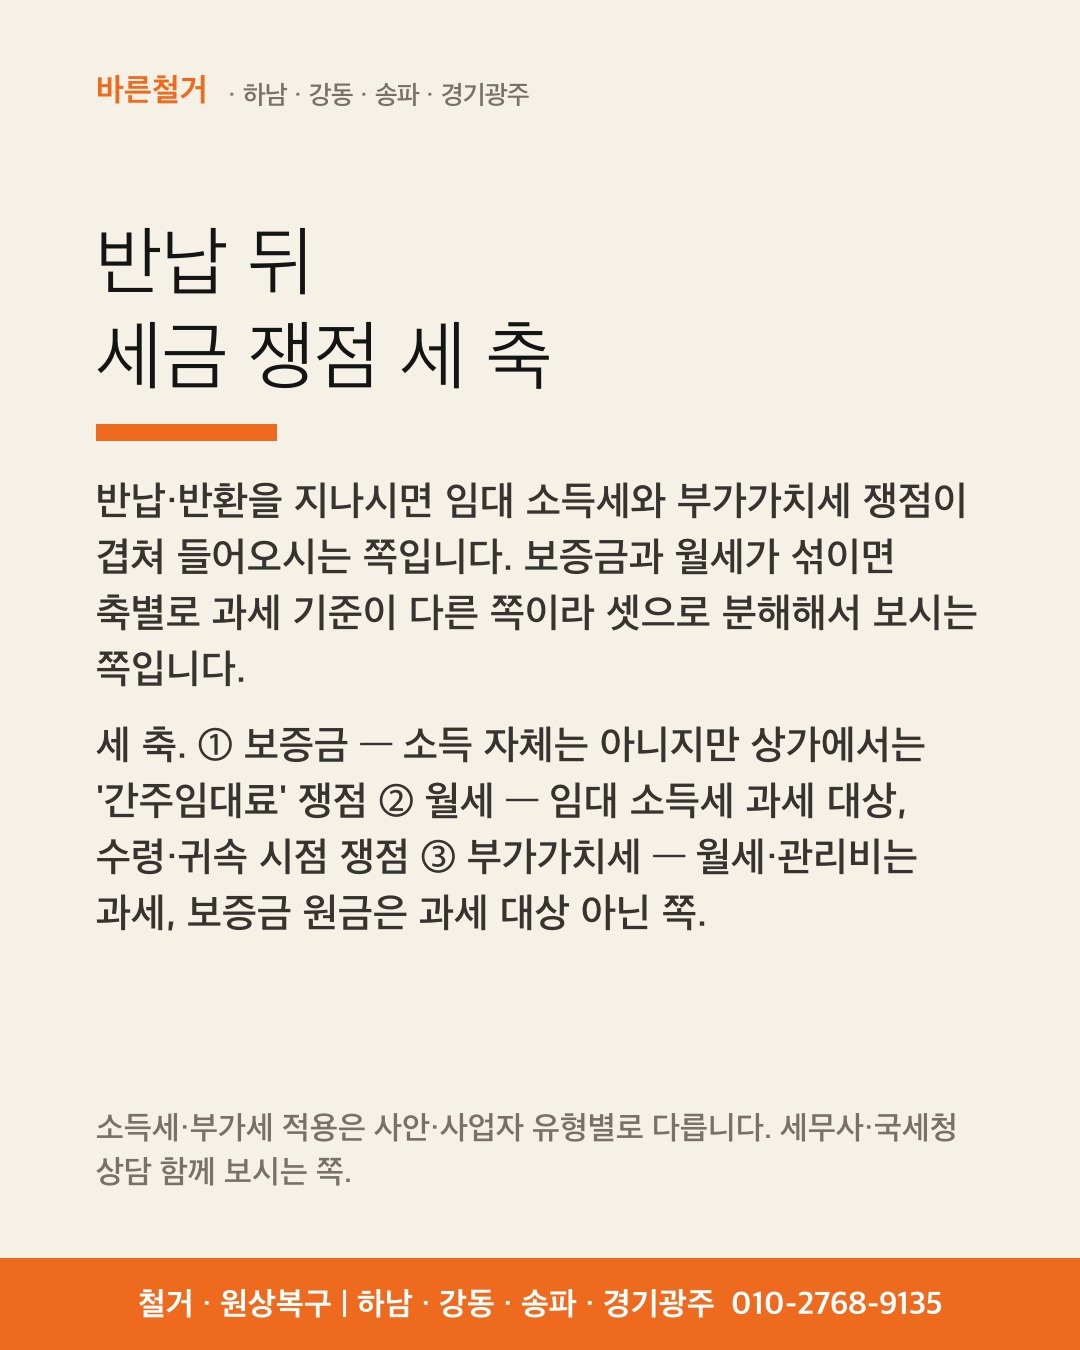 바른철거 · 하남 · 강동 · 송파 · 경기광주
반납 뒤
세금 쟁점 세 축
반납·반환을 지나시면 임대 소득세와 부가가치세 쟁점이
겹쳐 들어오시는 쪽입니다. 보증금과 월세가 섞이면
축별로 과세 기준이 다른 쪽이라 셋으로 분해해서 보시는
쪽입니다.
세 축. ① 보증금 — 소득 자체는 아니지만 상가에서는
'간주임대료' 쟁점 ② 월세 — 임대 소득세 과세 대상,
수령·귀속 시점 쟁점 ③ 부가가치세 — 월세·관리비는
과세, 보증금 원금은 과세 대상 아닌 쪽.
소득세·부가세 적용은 사안·사업자 유형별로 다릅니다. 세무사·국세청
상담 함께 보시는 쪽.
철거 · 원상복구 | 하남 · 강동 · 송파 · 경기광주 010-2768-9135